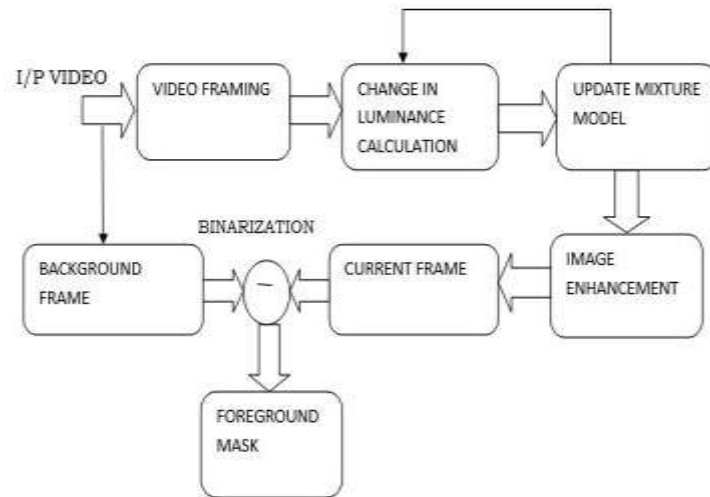 I/P VIDEO
VIDEO FRAMING
CHANGE IN
LUMINANCE
CALCULATION
UPDATE MIXTURE
MODEL
BINARIZATION
BACKGROUND
FRAME
CURRENT FRAME
IMAGE
ENHANCEMENT
FOREGROUND
MASK